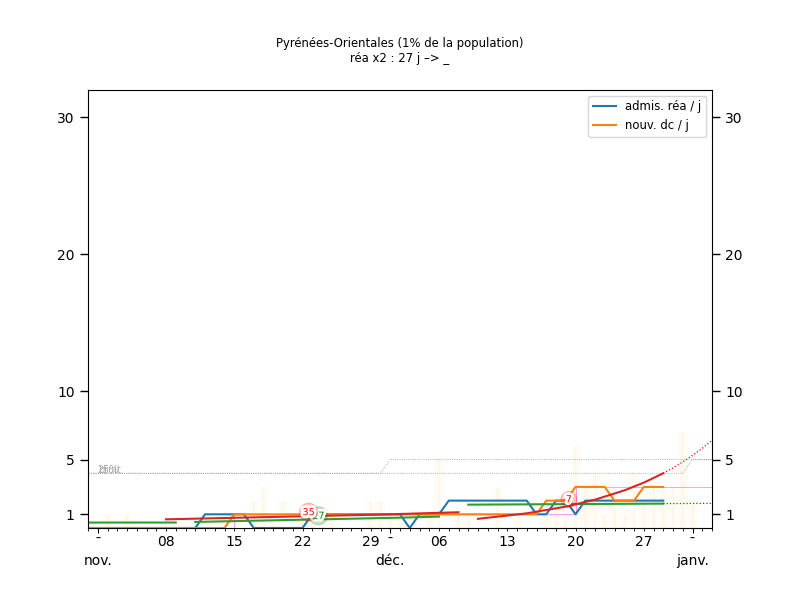 Pyrénées-Orientales (1% de la population)
réa x2 : 27 j –> _
admis. réa / j
nouv. dc / j
30
30
20
20
10
10
5
5
1
1
35
7
- 08 15 22 29 - 06 13 20 27 -
nov. déc. janv.